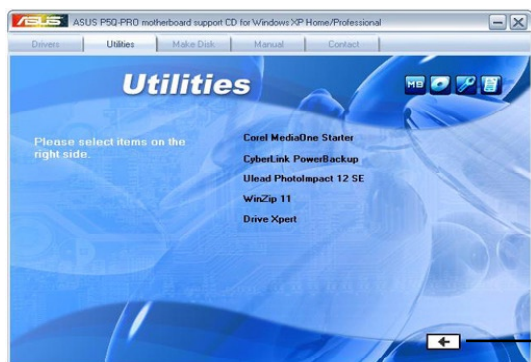 ASUS ASUS P5Q-PRO motherboard support CD for Windows XP Home/Professional
Drivers Utilities Make Disk Manual Contact
Utilities
MB
Please select items on the
right side.
Corel MediaOne Starter
CyberLink PowerBackup
Ulead PhotoImpact 12 SE
WinZip 11
Drive Xpert